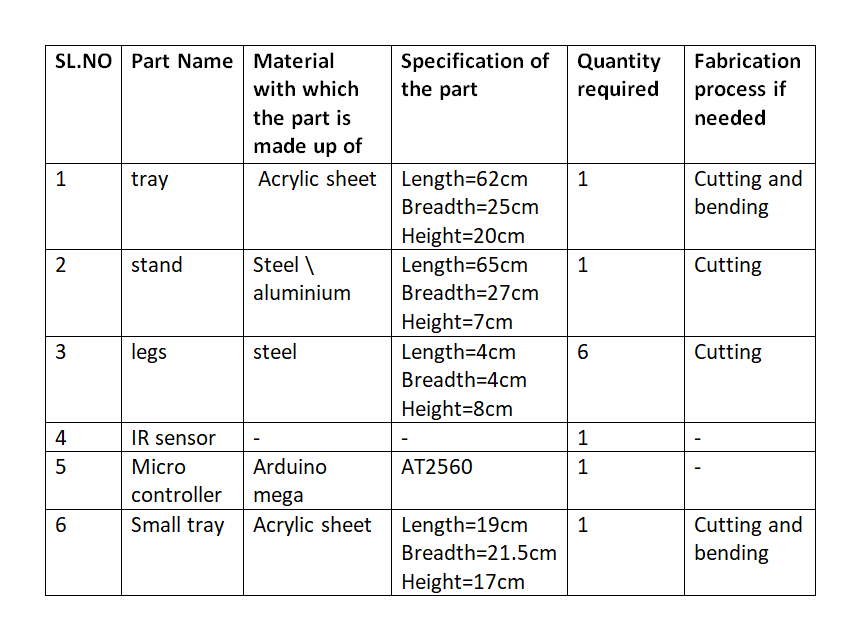 SL.NO Part Name Material with which the part is made up of Specification of the part Quantity required Fabrication process if needed
1 tray Acrylic sheet Length=62cm Breadth=25cm Height=20cm 1 Cutting and bending
2 stand Steel \ aluminium Length=65cm Breadth=27cm Height=7cm 1 Cutting
3 legs steel Length=4cm Breadth=4cm Height=8cm 6 Cutting
4 IR sensor - - 1 -
5 Micro controller Arduino mega AT2560 1 -
6 Small tray Acrylic sheet Length=19cm Breadth=21.5cm Height=17cm 1 Cutting and bending